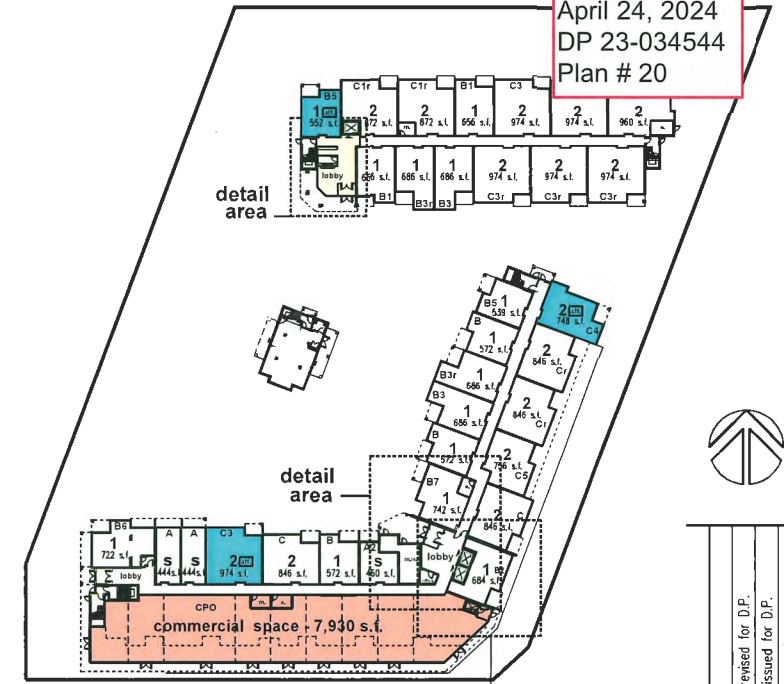 April 24, 2024
DP 23-034544
Plan # 20
B5
1
552 s.f.
C1r
2
872 s.f.
C1r
2
872 s.f.
B1
1
656 s.f.
C3
2
974 s.f.
2
974 s.f.
2
960 s.f.
m.
lobby
1
B1
1
686 s.f.
B3r
1
686 s.f.
B3
2
974 s.f.
C3r
2
974 s.f.
C3r
2
974 s.f.
C3r
detail
area
B5
1
539 s.f.
2
748 s.f.
C4
B
1
572 s.f.
2
846 s.f.
Cr
B3r
1
686 s.f.
B3
1
686 s.f.
2
846 s.f.
Cr
B
1
572 s.f.
2
756 s.f.
C5
B7
1
742 s.f.
2
846 s.f.
C
detail
area
B6
1
722 s.f.
A
S
444 s.f.
A
S
444 s.f.
C3
2
974 s.f.
C
2
846 s.f.
B
1
572 s.f.
A2
S
460 s.f.
lobby
1
684 s.f.
lobby
CPO
m.
commercial space - 7,930 s.f.
revised for D.P.
issued for D.P.